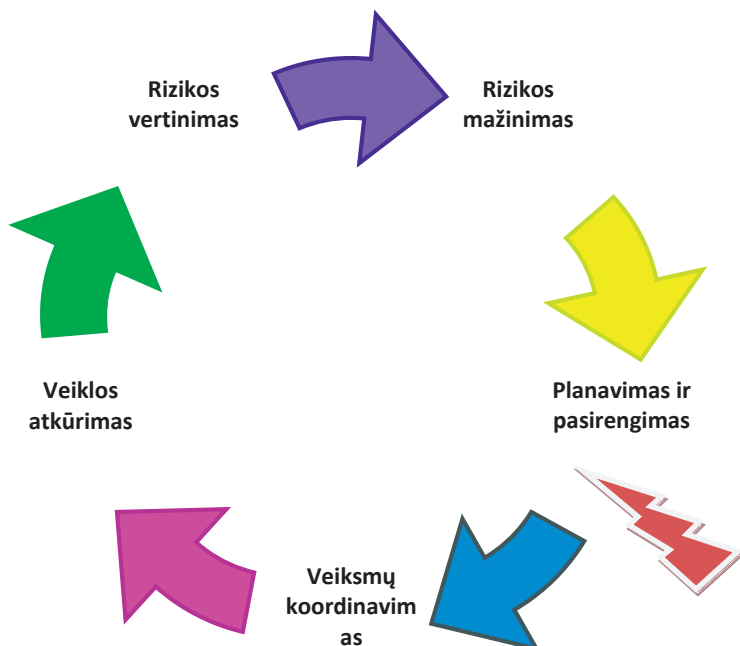 Rizikos
vertinimas
Rizikos
mažinimas
Planavimas ir
pasirengimas
Veiksmų
koordinavim
as
Veiklos
atkūrimas